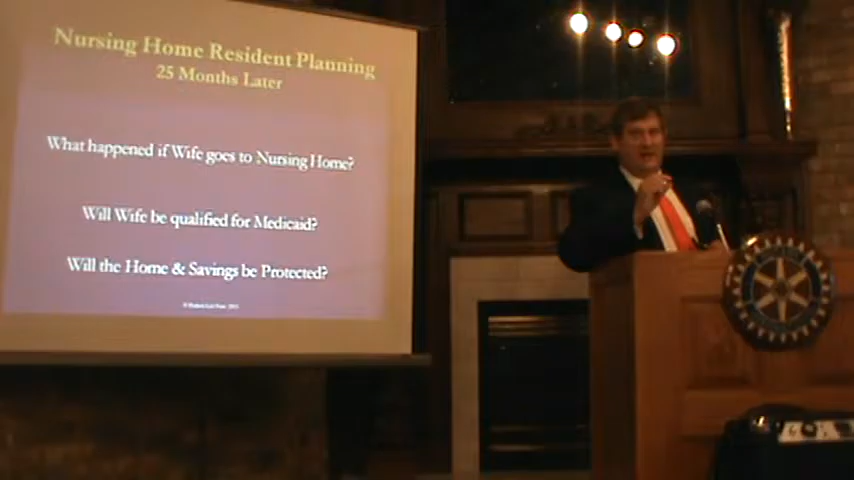 Nursing Home Resident Planning
25 Months Later
What happened if Wife goes to Nursing Home?
Will Wife be qualified for Medicaid?
Will the Home & Savings be Protected?